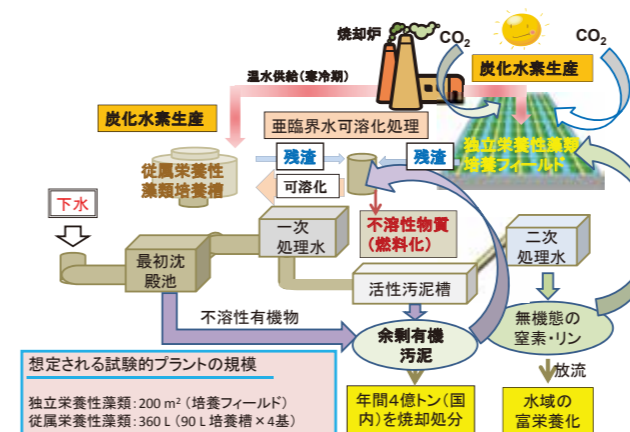 焼却炉
CO2
CO2
炭化水素生産
温水供給(寒冷期)
炭化水素生産
亜臨界水可溶化処理
独立栄養性藻類
培養フィールド
従属栄養性
藻類培養槽
残渣
残渣
可溶化
下水
不溶性物質
(燃料化)
一次
処理水
二次
処理水
最初沈
殿池
活性汚泥槽
不溶性有機物
余剰有機
汚泥
無機態の
窒素・リン
放流
想定される試験的プラントの規模
独立栄養性藻類:200 m² (培養フィールド)
従属栄養性藻類:360 L (90 L 培養槽×4基)
年間4億トン(国
内)を焼却処分
水域の
富栄養化